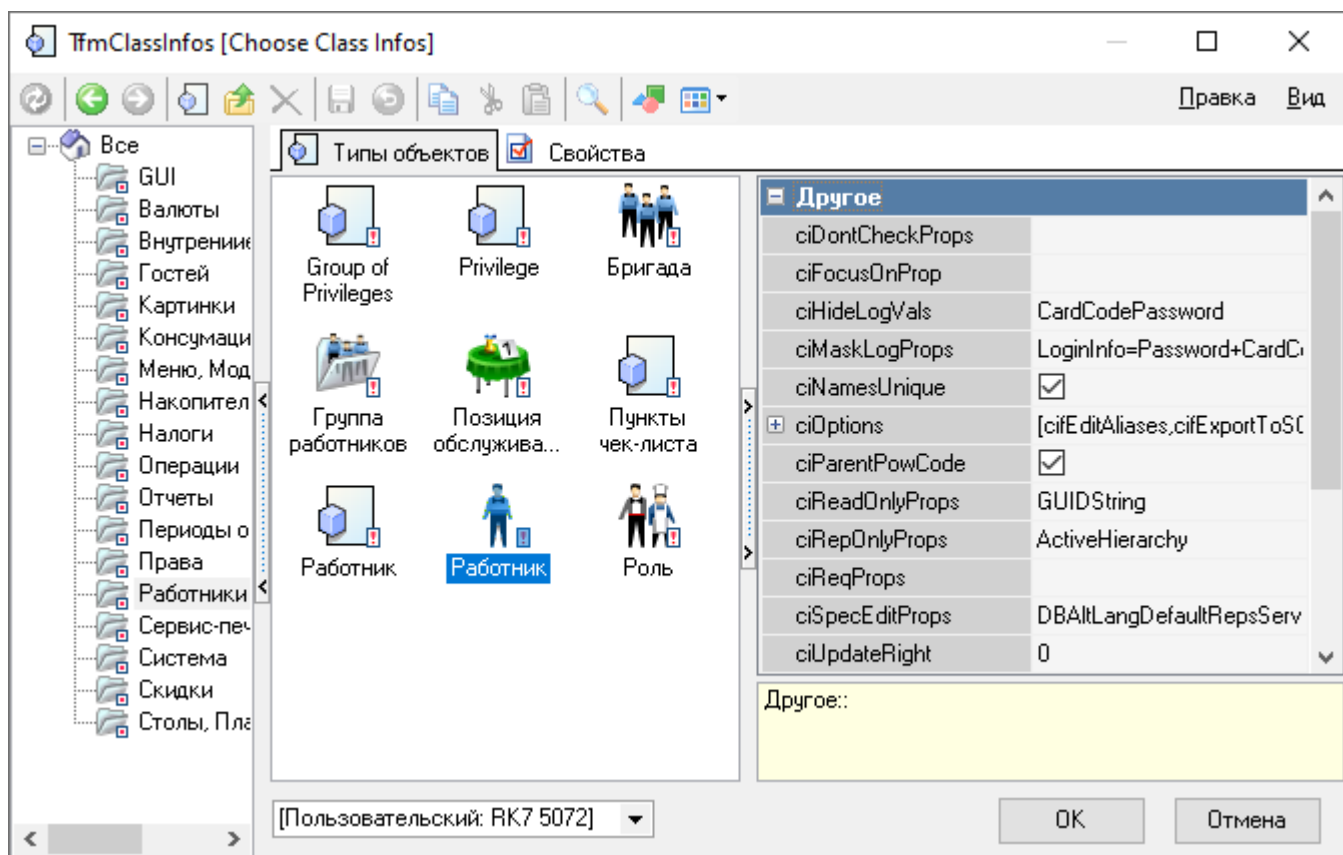 TfmClassInfos [Choose Class Infos]
Правка Вид
Все
GUI
Валюты
Внутренние
Гостей
Картинки
Консумаци
Меню, Мод
Накопител
Налоги
Операции
Отчеты
Периоды о
Права
Работники
Сервис-печ
Система
Скидки
Столы, Пла
Типы объектов
Свойства
Group of
Privileges
Privilege
Бригада
Группа
работников
Позиция
обслужива...
Пункты
чек-листа
Работник
Работник
Роль
Другое
ciDontCheckProps
ciFocusOnProp
ciHideLogVals CardCodePassword
ciMaskLogProps LoginInfo=Password+CardC
ciNamesUnique
ciOptions [cifEditAliases,cifExportToS
ciParentPowCode
ciReadOnlyProps GUIDString
ciRepOnlyProps ActiveHierarchy
ciReqProps
ciSpecEditProps DBAltLangDefaultRepsServ
ciUpdateRight 0
Другое::
[Пользовательский: RK7 5072]
OK
Отмена